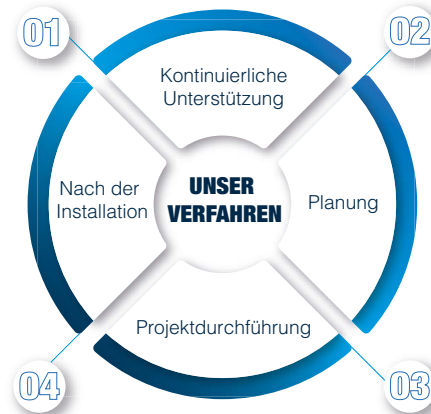 01
02
Kontinuierliche
Unterstützung
Nach der
Installation
UNSER
VERFAHREN
Planung
Projektdurchführung
04
03